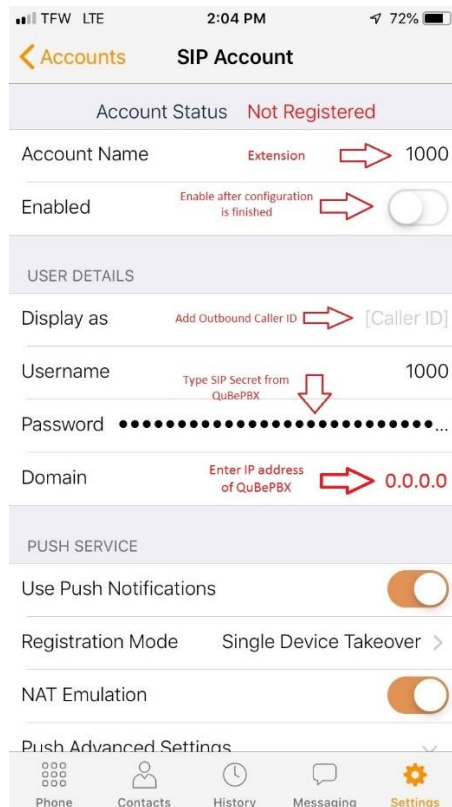 TFW LTE 2:04 PM 72%
Accounts SIP Account
Account Status Not Registered
Account Name Extension 1000
Enabled Enable after configuration
is finished
USER DETAILS
Display as Add Outbound Caller ID [Caller ID]
Username 1000
Type SIP Secret from
QuBePBX
Password ●●●●●●●●●●●●●●●●●●●●●●●●●●●●...
Domain Enter IP address
of QuBePBX 0.0.0.0
PUSH SERVICE
Use Push Notifications
Registration Mode Single Device Takeover
NAT Emulation
Push Advanced Settings
Phone Contacts History Messaging Settings